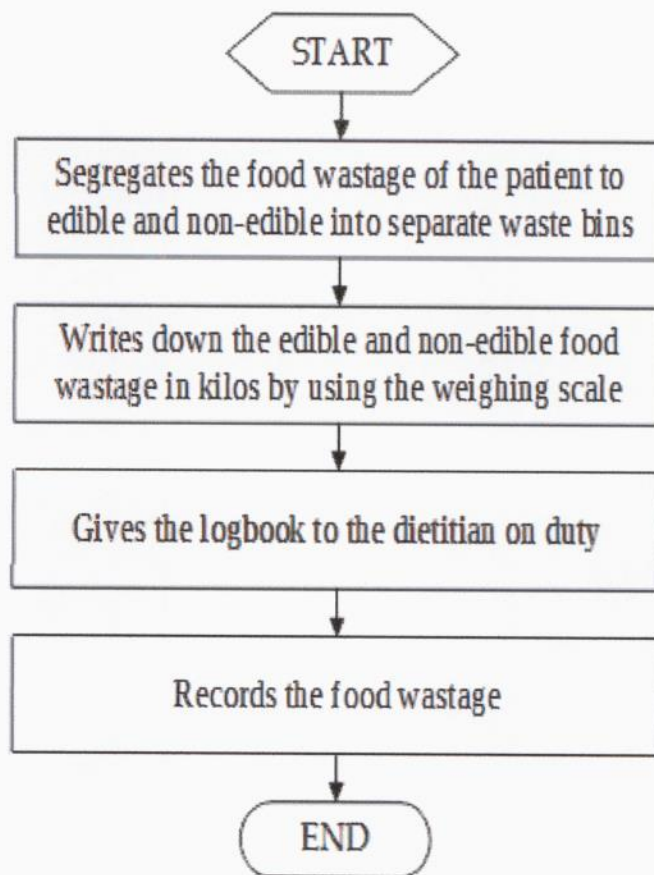 START
Segregates the food wastage of the patient to
edible and non-edible into separate waste bins
Writes down the edible and non-edible food
wastage in kilos by using the weighing scale
Gives the logbook to the dietitian on duty
Records the food wastage
END